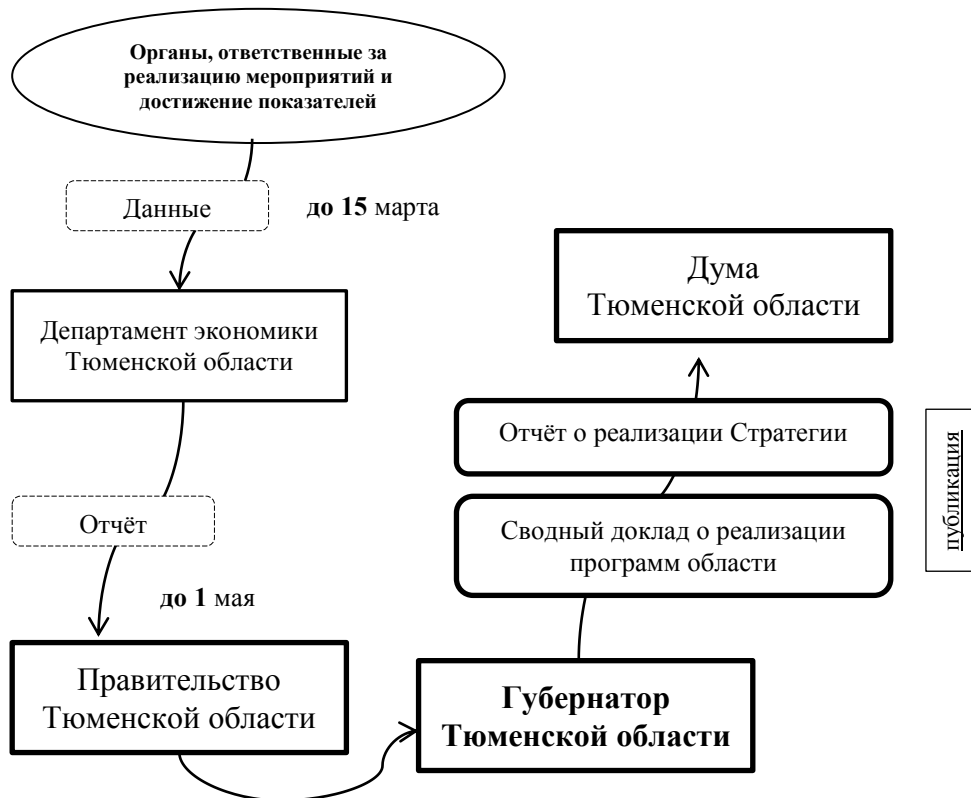 Органы, ответственные за
реализацию мероприятий и
достижение показателей
Данные
до 15 марта
Департамент экономики
Тюменской области
Отчёт
до 1 мая
Правительство
Тюменской области
Губернатор
Тюменской области
Сводный доклад о реализации
программ области
Отчёт о реализации Стратегии
Дума
Тюменской области
публикация